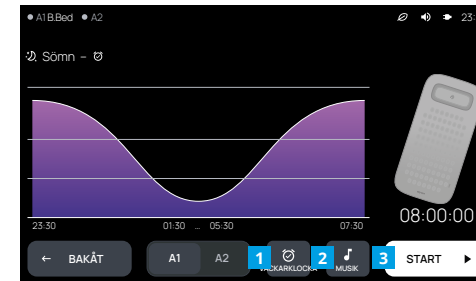 A1 B.Bed A2 23:
Sömn –
23:30 01:30 ... 05:30 07:30
08:00:00
← BAKÅT A1 A2 1 2 3 START
VÄCKARKLOCKA MUSIK